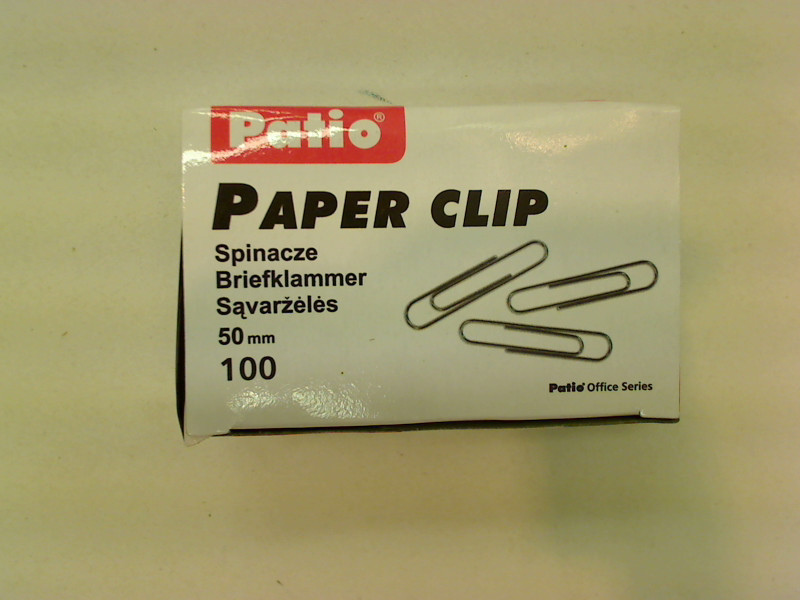 Patio®
PAPER CLIP
Spinacze
Briefklammer
Sąvaržėlės
50 mm
100
Patio® Office Series